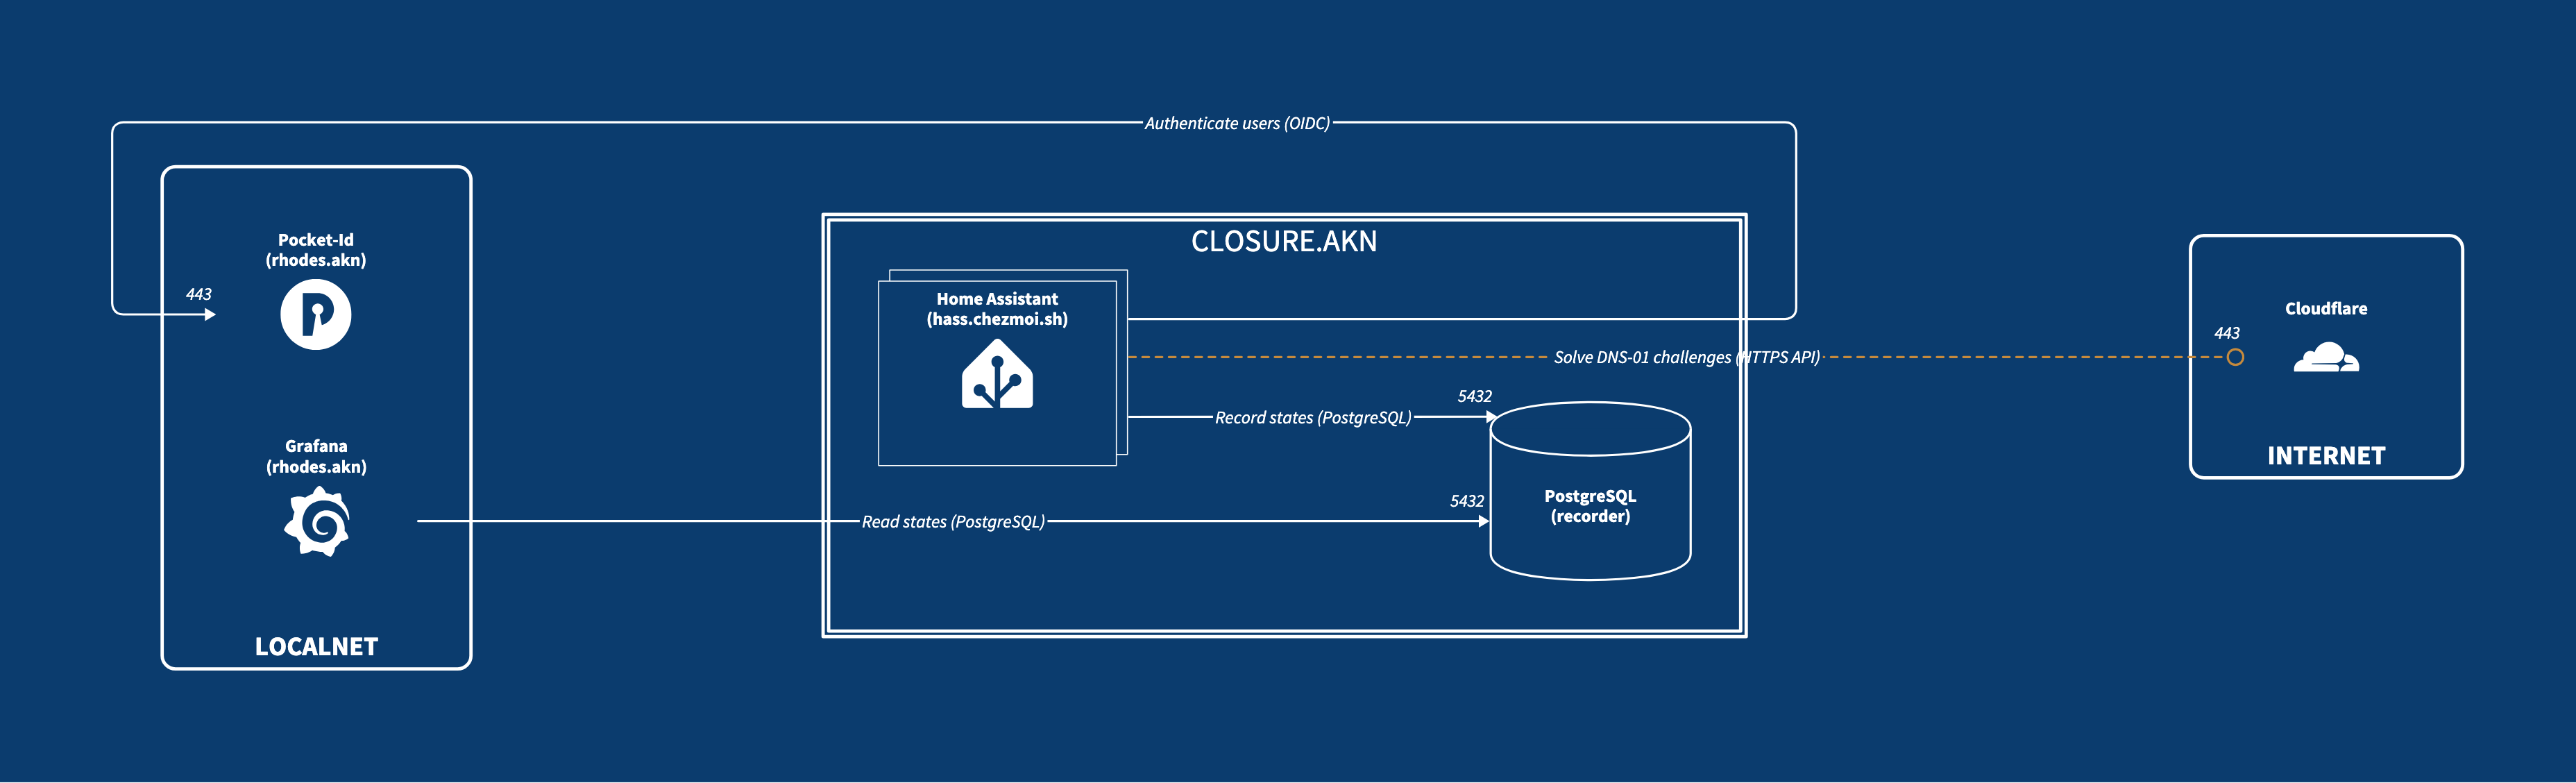 Authenticate users (OIDC)
Pocket-Id
(rhodes.akn)
443
Grafana
(rhodes.akn)
LOCALNET
CLOSURE.AKN
Home Assistant
(hass.chezmoi.sh)
Solve DNS-01 challenges (HTTPS API)
Record states (PostgreSQL)
5432
Read states (PostgreSQL)
5432
PostgreSQL
(recorder)
Cloudflare
443
INTERNET